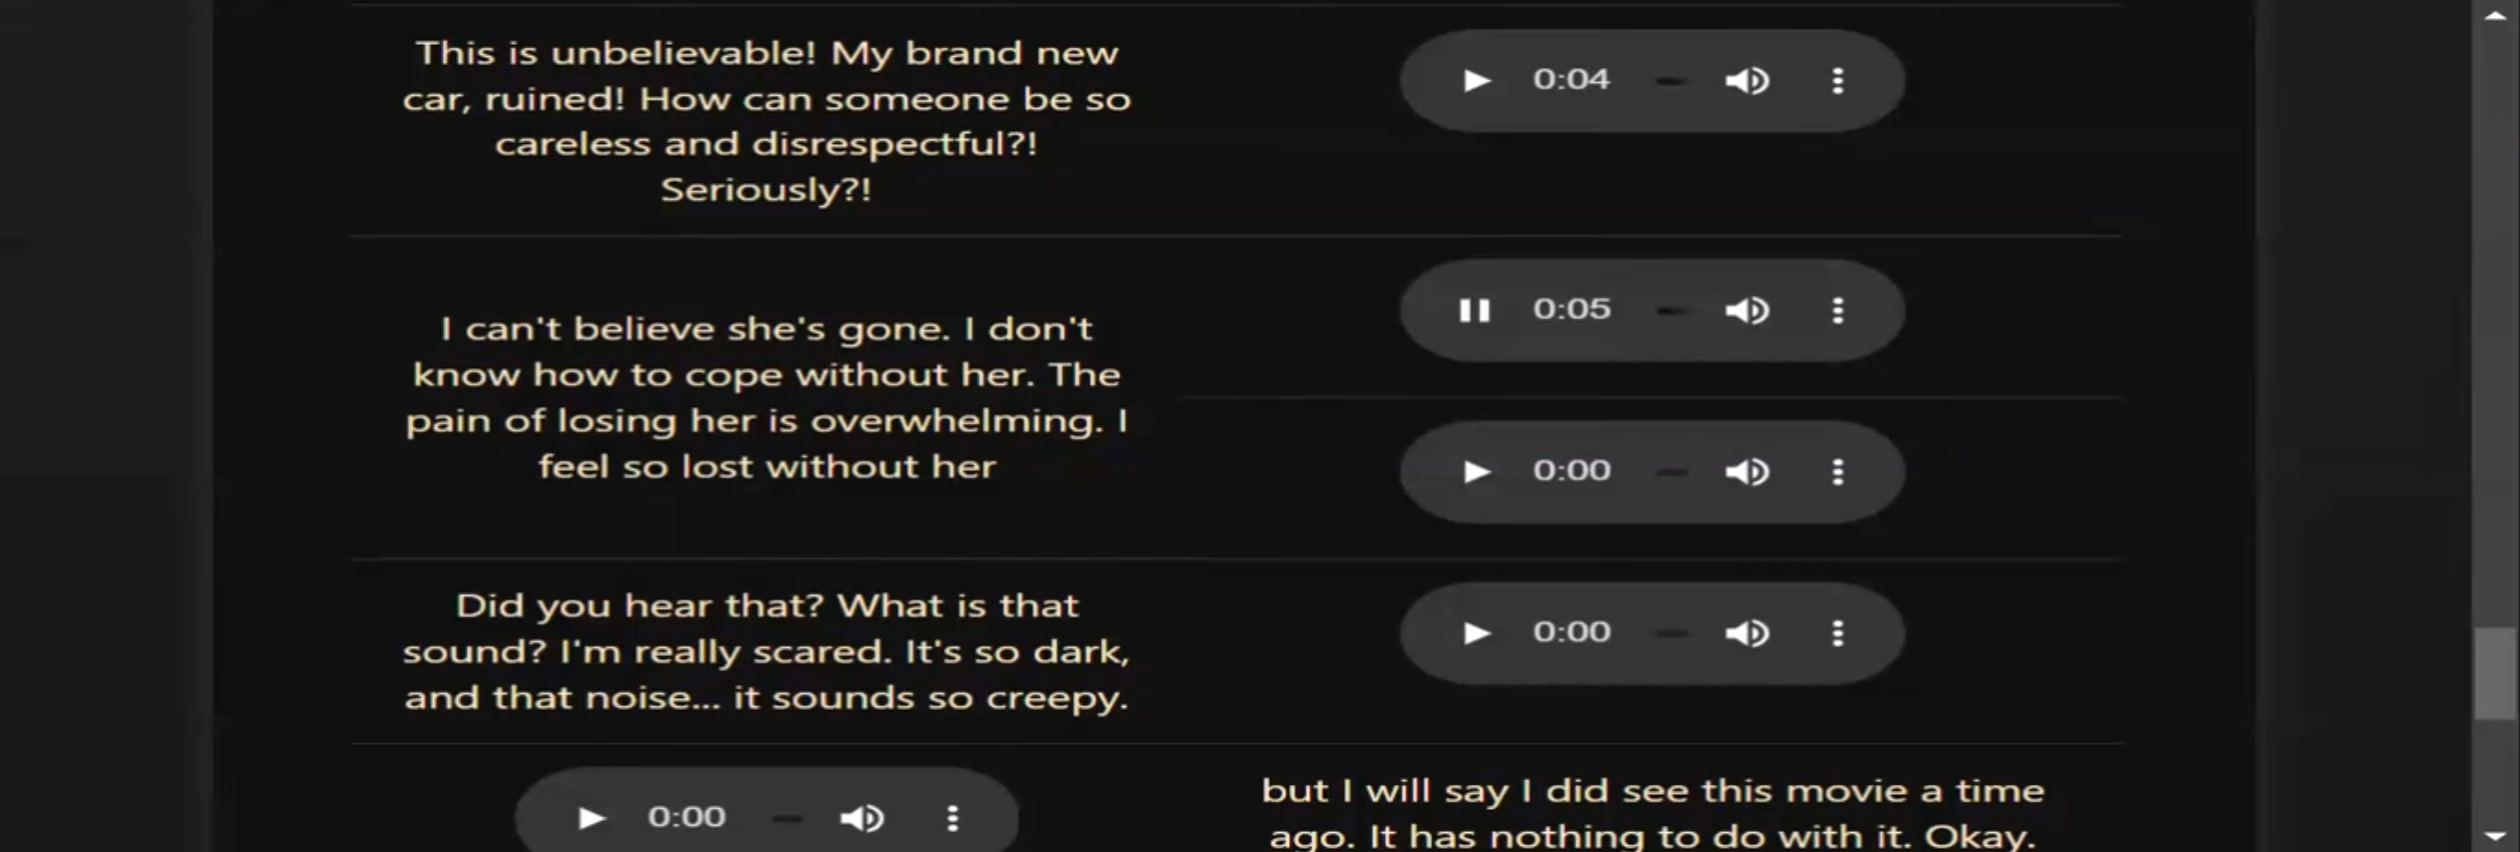 This is unbelievable! My brand new
car, ruined! How can someone be so
careless and disrespectful?!
Seriously?!
0:04
I can't believe she's gone. I don't
know how to cope without her. The
pain of losing her is overwhelming. I
feel so lost without her
0:05
0:00
Did you hear that? What is that
sound? I'm really scared. It's so dark,
and that noise... it sounds so creepy.
0:00
0:00
but I will say I did see this movie a time
ago. It has nothing to do with it. Okay.